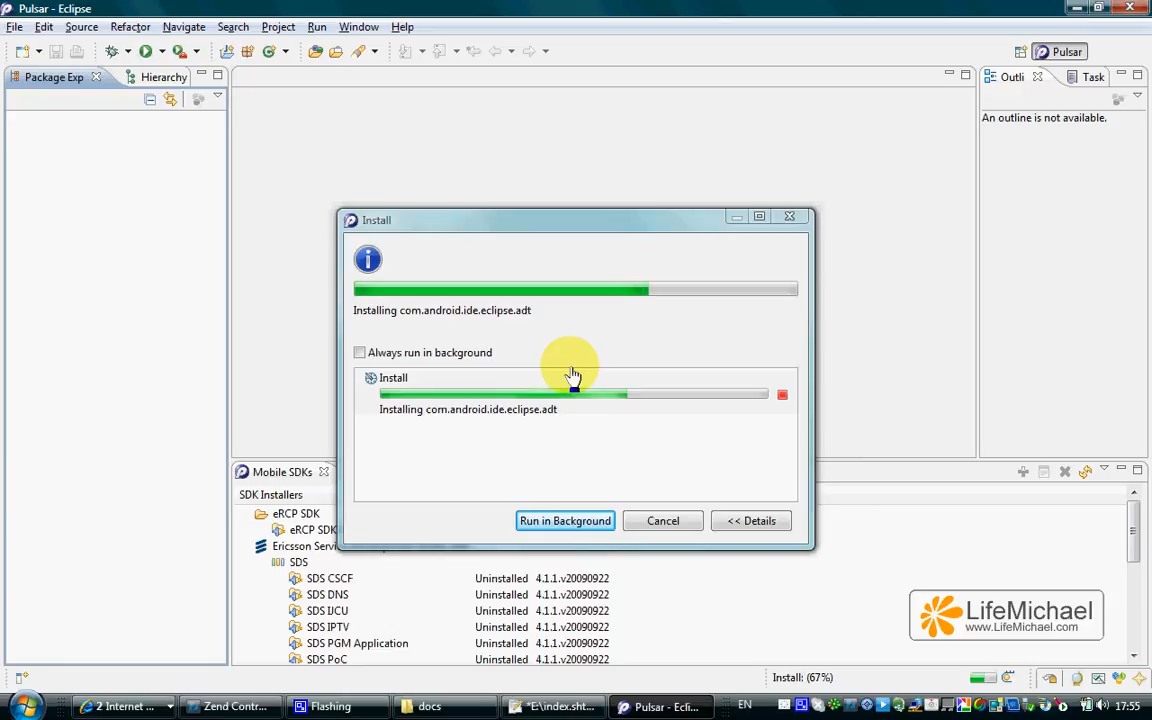 Pulsar - Eclipse
File Edit Source Refactor Navigate Search Project Run Window Help
Pulsar
Package Exp Hierarchy Outli Task
An outline is not available.
Install
Installing com.android.ide.eclipse.adt
Always run in background
Install
Installing com.android.ide.eclipse.adt
Run in Background Cancel << Details
Mobile SDKs
SDK Installers
eRCP SDK
eRCP SDK
Ericsson
SDS
SDS CSCF Uninstalled 4.1.1.v20090922
SDS DNS Uninstalled 4.1.1.v20090922
SDS IJCU Uninstalled 4.1.1.v20090922
SDS IPTV Uninstalled 4.1.1.v20090922
SDS PGM Application Uninstalled 4.1.1.v20090922
SDS PoC Uninstalled 4.1.1.v20090922
LifeMichael
www.LifeMichael.com
Install: (67%)
2 Internet ... Zend Contr... Flashing docs *E:\index.sht... Pulsar - Ecli... EN 17:55